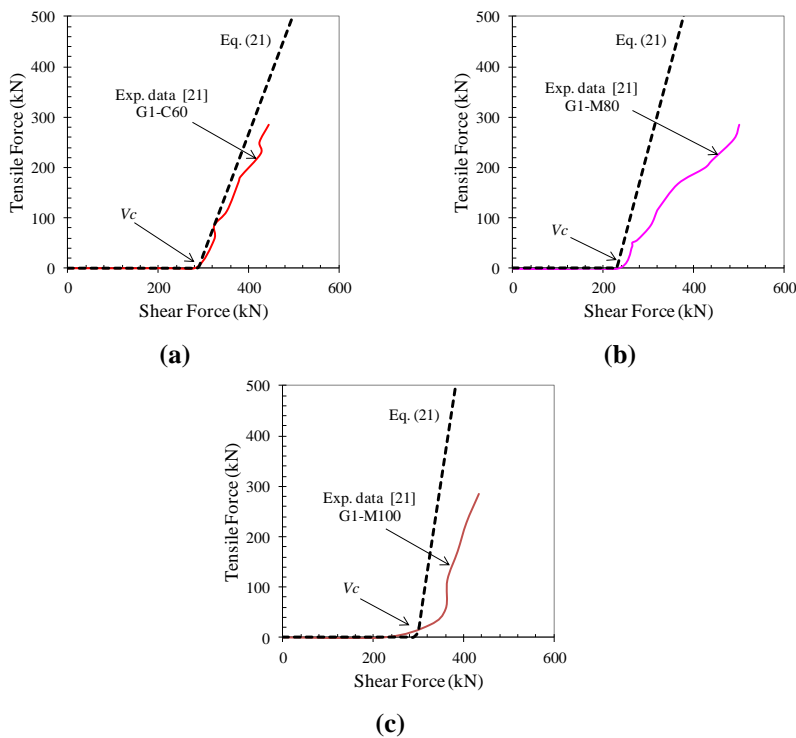 500
400
300
200
100
0
Tensile Force (kN)
Eq. (21)
Exp. data [21]
G1-C60
Vc
0
200
400
600
Shear Force (kN)
(a)
500
400
300
200
100
0
Tensile Force (kN)
Eq. (21)
Exp. data [21]
G1-M80
Vc
0
200
400
600
Shear Force (kN)
(b)
500
400
300
200
100
0
Tensile Force (kN)
Eq. (21)
Exp. data [21]
G1-M100
Vc
0
200
400
600
Shear Force (kN)
(c)